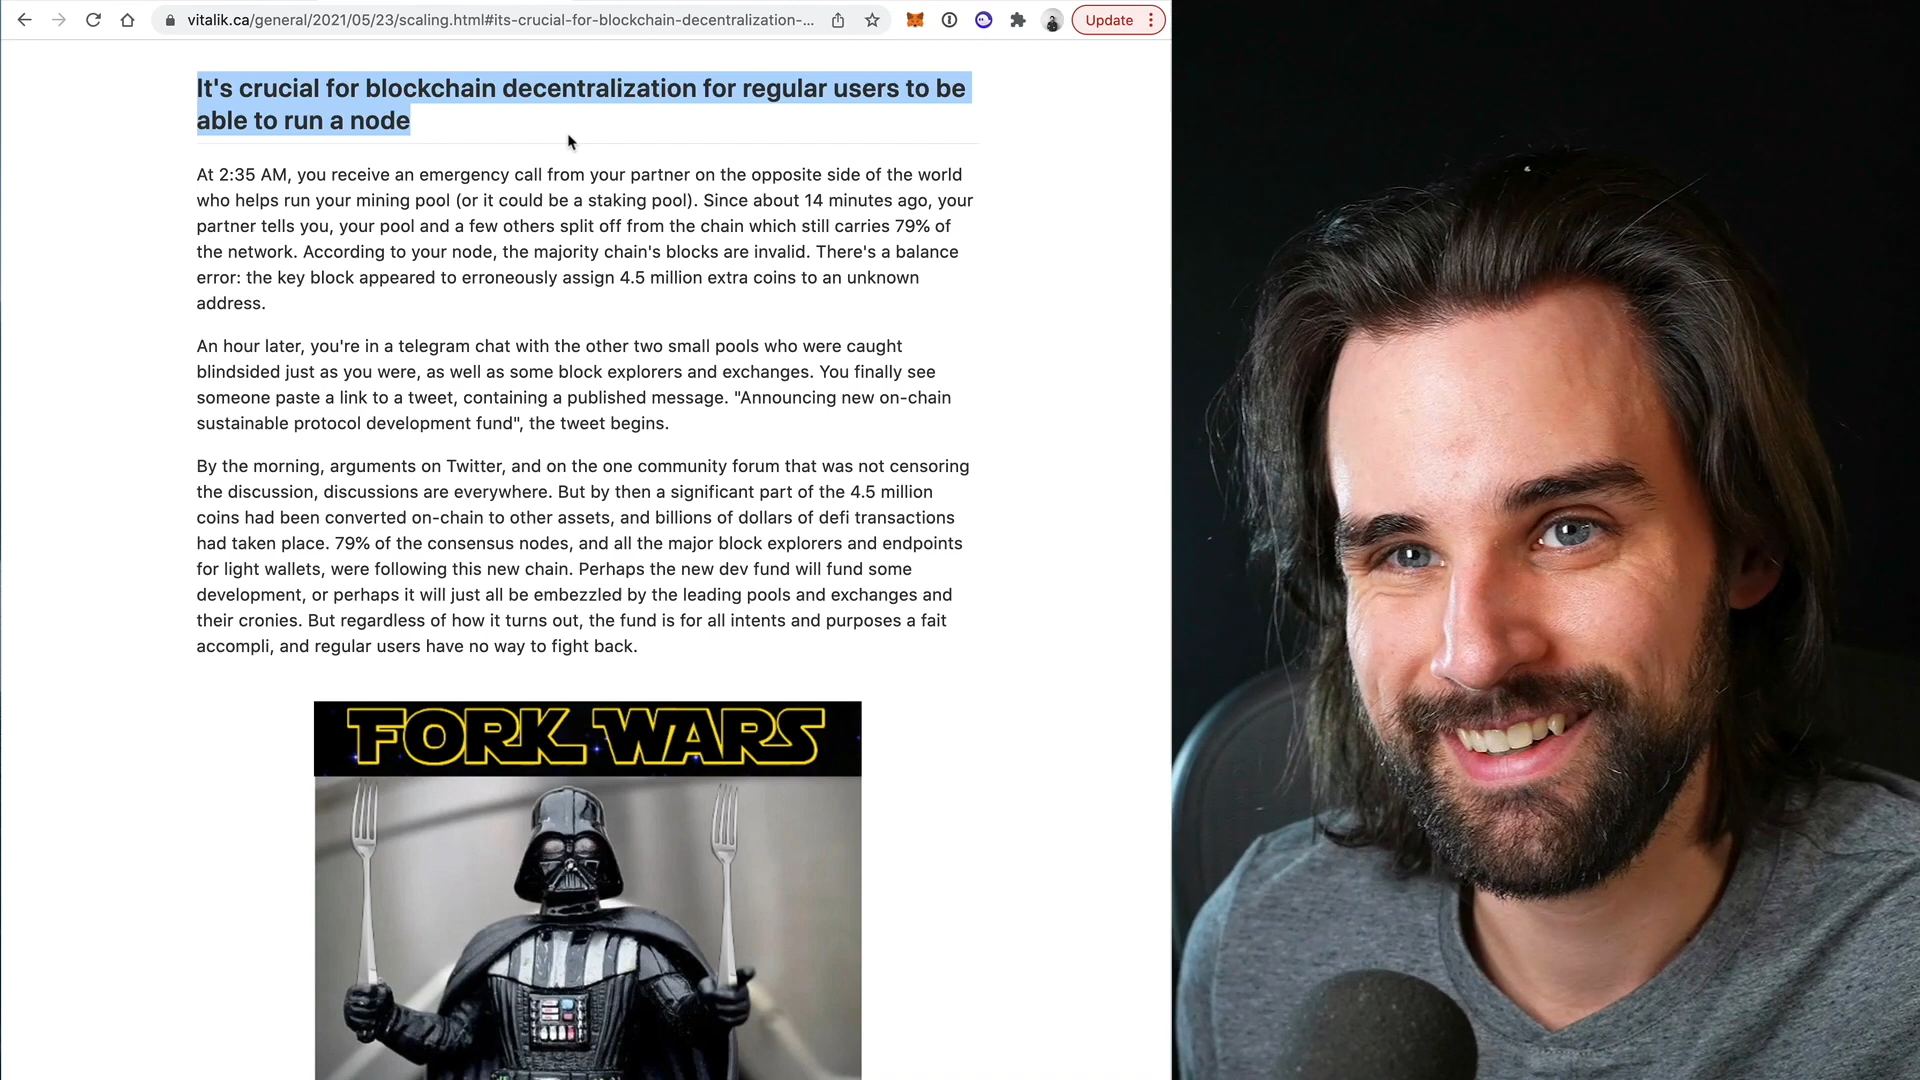 vitalik.ca/general/2021/05/23/scaling.html#its-crucial-for-blockchain-decentralization-...
Update
It's crucial for blockchain decentralization for regular users to be
able to run a node
At 2:35 AM, you receive an emergency call from your partner on the opposite side of the world
who helps run your mining pool (or it could be a staking pool). Since about 14 minutes ago, your
partner tells you, your pool and a few others split off from the chain which still carries 79% of
the network. According to your node, the majority chain's blocks are invalid. There's a balance
error: the key block appeared to erroneously assign 4.5 million extra coins to an unknown
address.
An hour later, you're in a telegram chat with the other two small pools who were caught
blindsided just as you were, as well as some block explorers and exchanges. You finally see
someone paste a link to a tweet, containing a published message. "Announcing new on-chain
sustainable protocol development fund", the tweet begins.
By the morning, arguments on Twitter, and on the one community forum that was not censoring
the discussion, discussions are everywhere. But by then a significant part of the 4.5 million
coins had been converted on-chain to other assets, and billions of dollars of defi transactions
had taken place. 79% of the consensus nodes, and all the major block explorers and endpoints
for light wallets, were following this new chain. Perhaps the new dev fund will fund some
development, or perhaps it will just all be embezzled by the leading pools and exchanges and
their cronies. But regardless of how it turns out, the fund is for all intents and purposes a fait
accompli, and regular users have no way to fight back.
FORK WARS